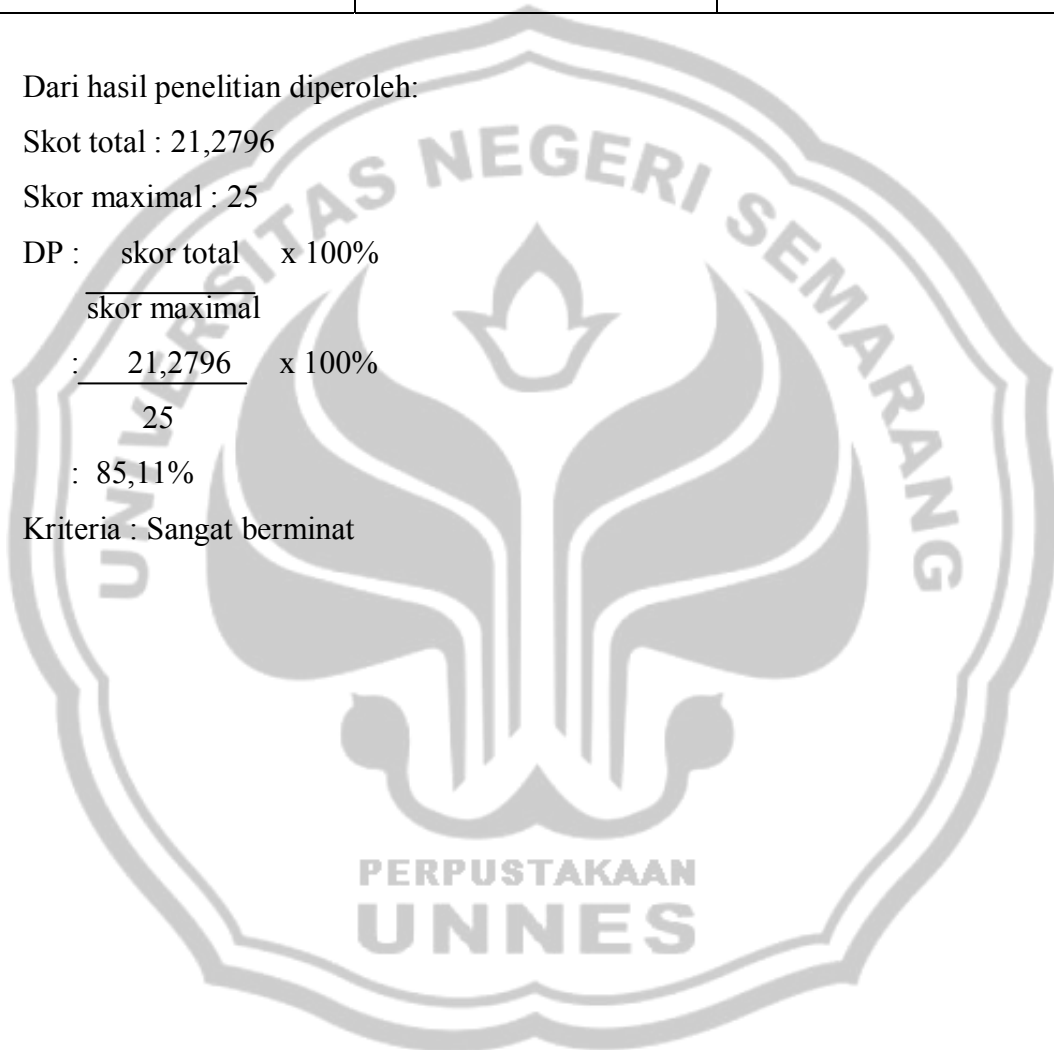 Dari hasil penelitian diperoleh:
Skot total : 21,2796
Skor maximal : 25
DP : skor total x 100%
skor maximal
: 21,2796 x 100%
25
: 85,11%
Kriteria : Sangat berminat
UNIVERSITAS NEGERI SEMARANG
PERPUSTAKAAN
UNNES